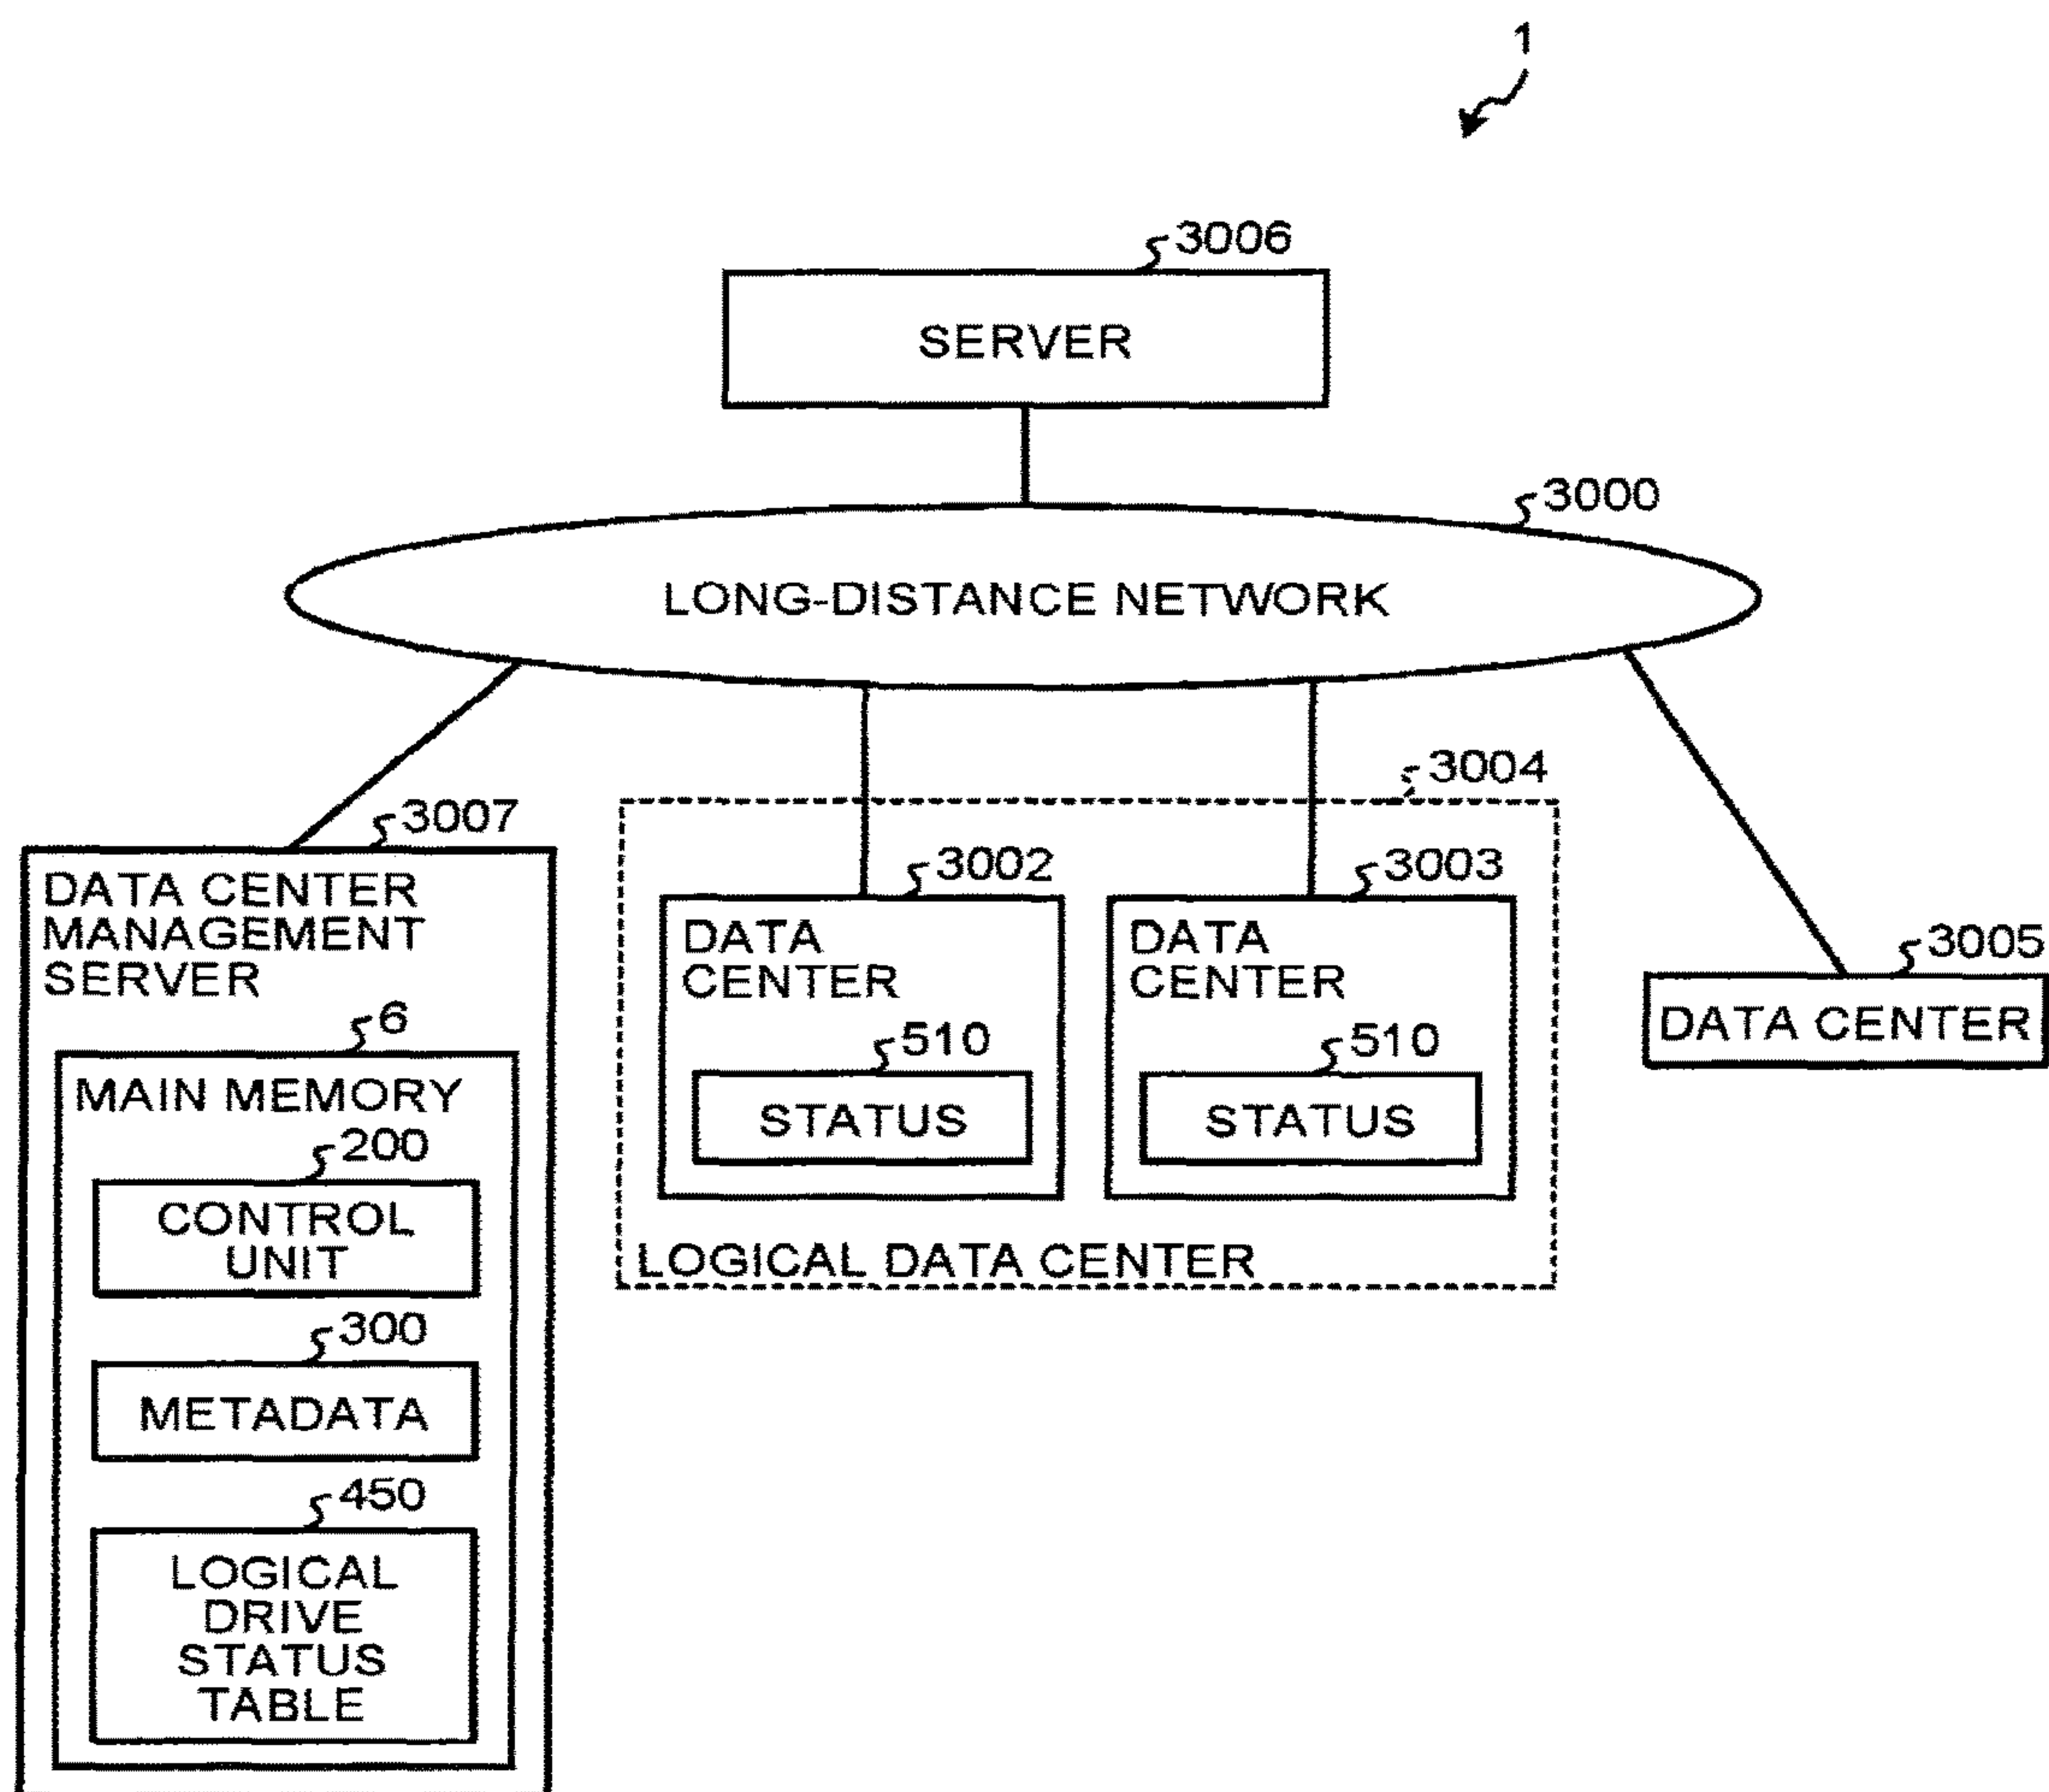 1
3006
SERVER
3000
LONG-DISTANCE NETWORK
3004
3007
DATA CENTER
MANAGEMENT
SERVER
6
MAIN MEMORY
200
CONTROL
UNIT
300
METADATA
450
LOGICAL
DRIVE
STATUS
TABLE
3002
DATA
CENTER
510
STATUS
3003
DATA
CENTER
510
STATUS
LOGICAL DATA CENTER
3005
DATA CENTER